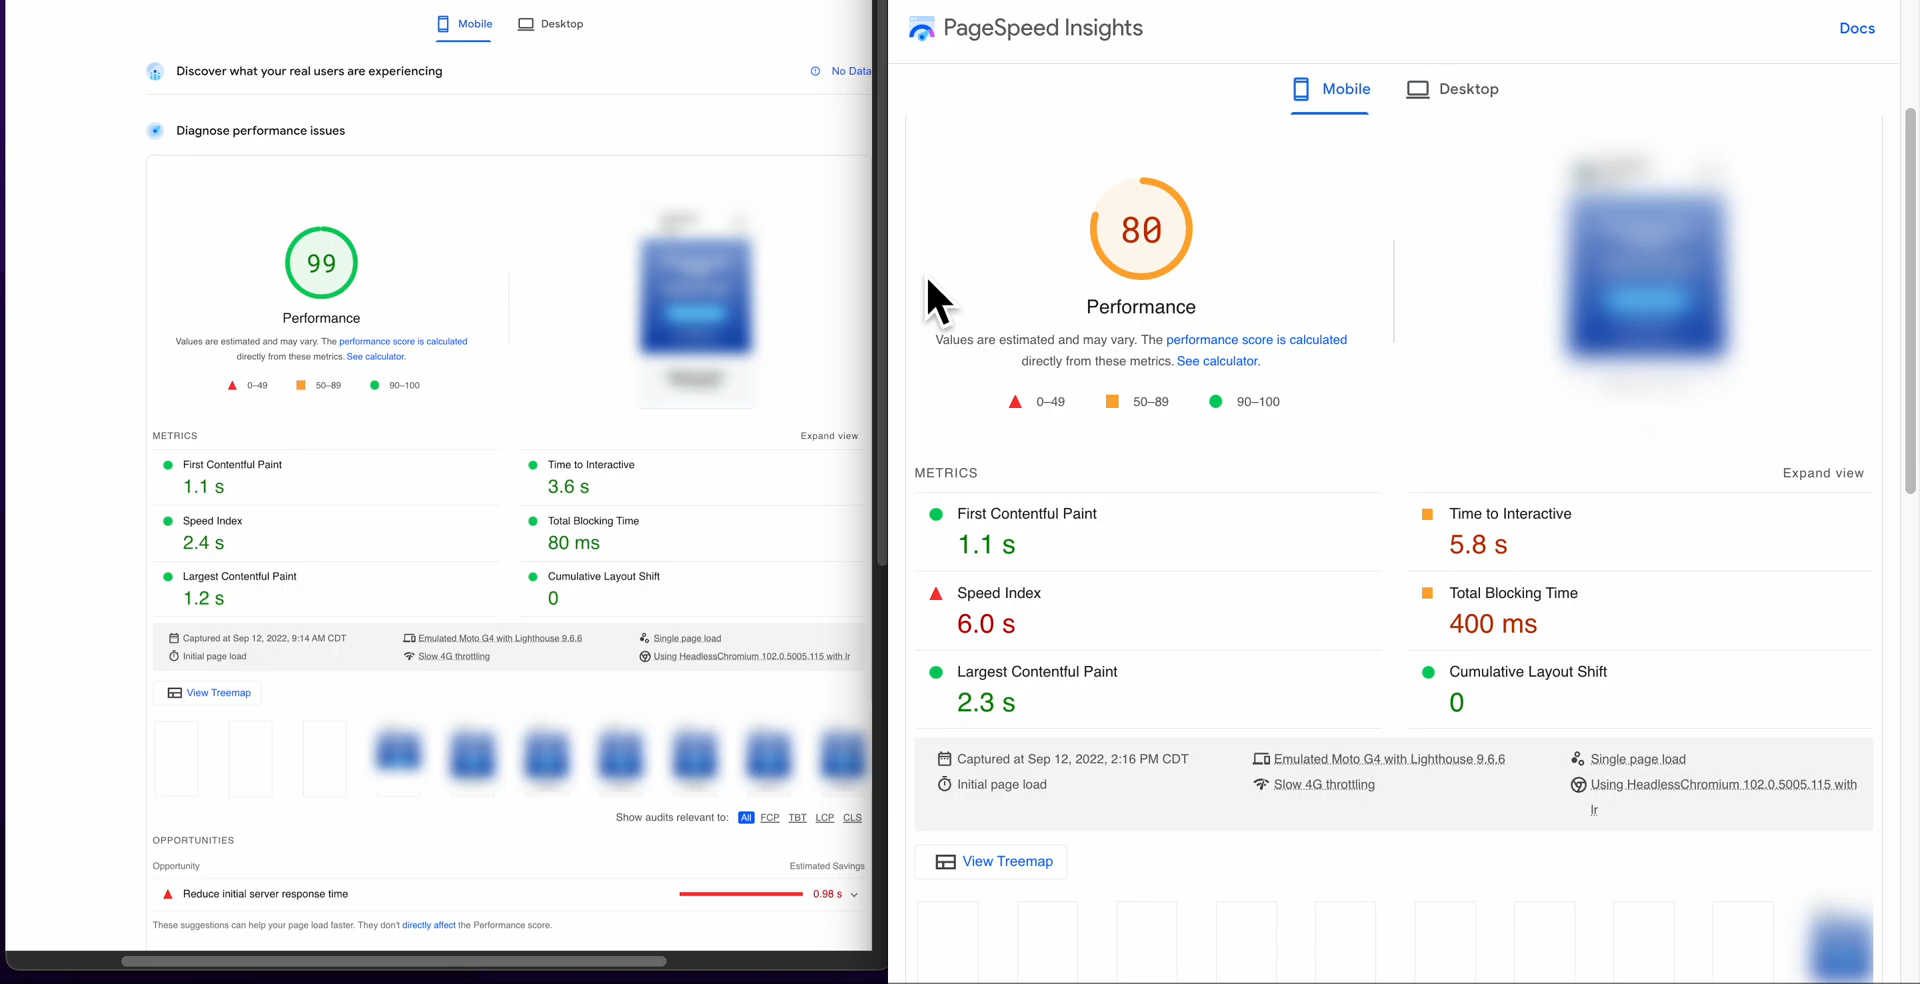 Mobile
Desktop
Discover what your real users are experiencing
No Data
Diagnose performance issues
99
Performance
Values are estimated and may vary. The performance score is calculated
directly from these metrics. See calculator.
0–49
50–89
90–100
METRICS
Expand view
First Contentful Paint
1.1 s
Time to Interactive
3.6 s
Speed Index
2.4 s
Total Blocking Time
80 ms
Largest Contentful Paint
1.2 s
Cumulative Layout Shift
0
Captured at Sep 12, 2022, 9:14 AM CDT
Emulated Moto G4 with Lighthouse 9.6.6
Single page load
Initial page load
Slow 4G throttling
Using HeadlessChromium 102.0.5005.115 with lr
View Treemap
Show audits relevant to: All FCP TBT LCP CLS
OPPORTUNITIES
Opportunity
Estimated Savings
Reduce initial server response time
0.98 s
These suggestions can help your page load faster. They don't directly affect the Performance score.
PageSpeed Insights
Docs
Mobile
Desktop
80
Performance
Values are estimated and may vary. The performance score is calculated
directly from these metrics. See calculator.
0–49
50–89
90–100
METRICS
Expand view
First Contentful Paint
1.1 s
Time to Interactive
5.8 s
Speed Index
6.0 s
Total Blocking Time
400 ms
Largest Contentful Paint
2.3 s
Cumulative Layout Shift
0
Captured at Sep 12, 2022, 2:16 PM CDT
Emulated Moto G4 with Lighthouse 9.6.6
Single page load
Initial page load
Slow 4G throttling
Using HeadlessChromium 102.0.5005.115 with
lr
View Treemap